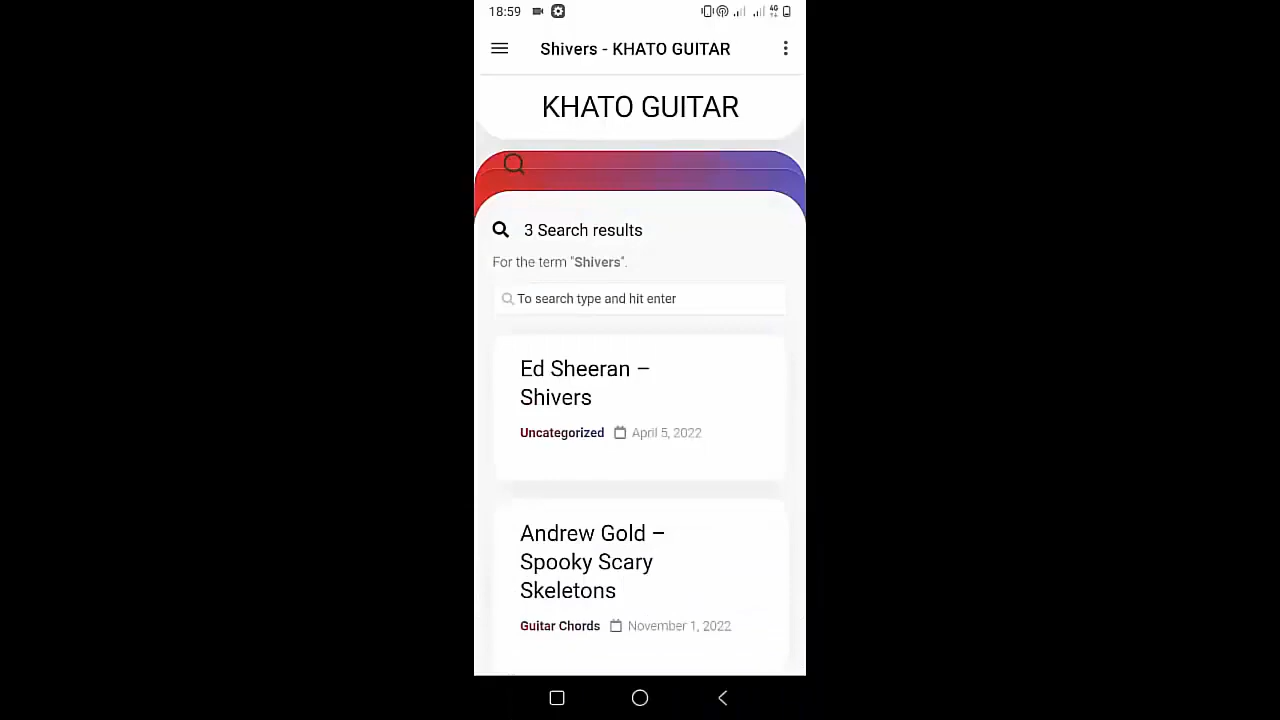 18:59
4G
Shivers - KHATO GUITAR
KHATO GUITAR
3 Search results
For the term "Shivers".
To search type and hit enter
Ed Sheeran –
Shivers
Uncategorized April 5, 2022
Andrew Gold –
Spooky Scary
Skeletons
Guitar Chords November 1, 2022